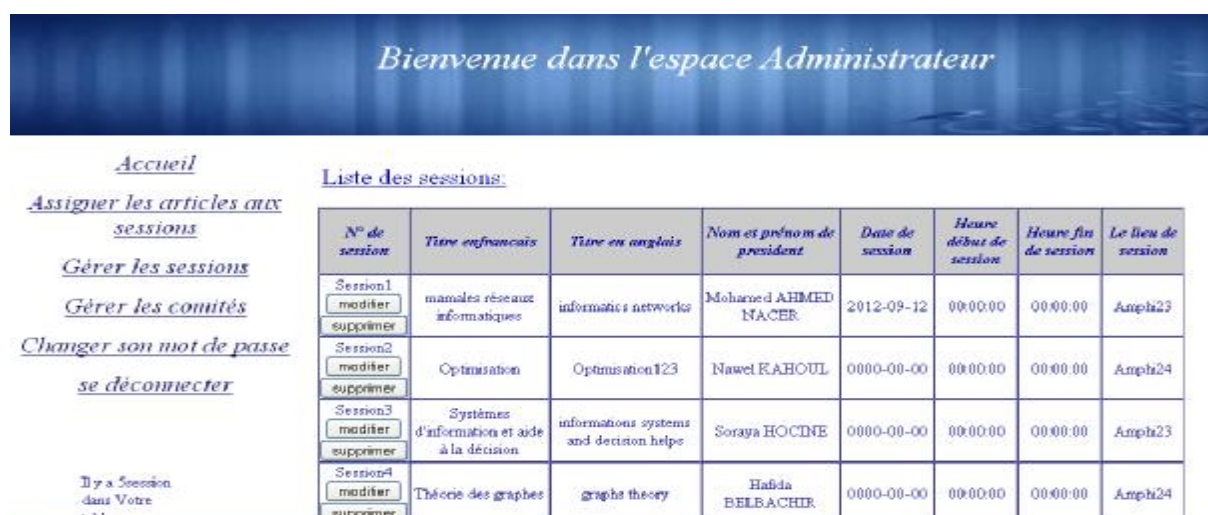 Bienvenue dans l'espace Administrateur
Accueil
Assigner les articles aux
sessions
Gérer les sessions
Gérer les comités
Changer son mot de passe
se déconnecter
Il y a 5session
dans Votre
Liste des sessions:
N° de session | Titre enfrancais | Titre en anglais | Nom et prénom de president | Date de session | Heure début de session | Heure fin de session | Le lieu de session
Session1 modifier supprimer | mamales réseaux informatiques | informatics networks | Mohamed AHMED NACER | 2012-09-12 | 00:00:00 | 00:00:00 | Amphi23
Session2 modifier supprimer | Optimisation | Optimisation123 | Nawel KAHOUL | 0000-00-00 | 00:00:00 | 00:00:00 | Amphi24
Session3 modifier supprimer | Systèmes d'information et aide à la décision | informations systems and decision helps | Soraya HOCINE | 0000-00-00 | 00:00:00 | 00:00:00 | Amphi23
Session4 modifier supprimer | Théorie des graphes | graphs theory | Hafida BELBACHIR | 0000-00-00 | 00:00:00 | 00:00:00 | Amphi24